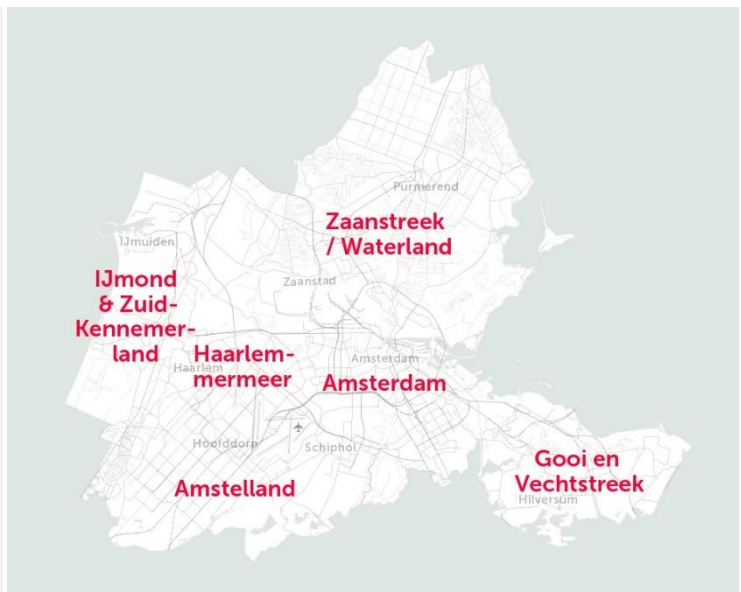 Purmerend
Zaanstreek
/ Waterland
IJmuiden
IJmond
& Zuid-
Kennemer-
land
Zaanstad
Haarlem-
mermeer
Haarlem
Amsterdam
Amsterdam
Hoofddorp
Schiphol
Amstelland
Gooi en
Vechtstreek
Hilversum